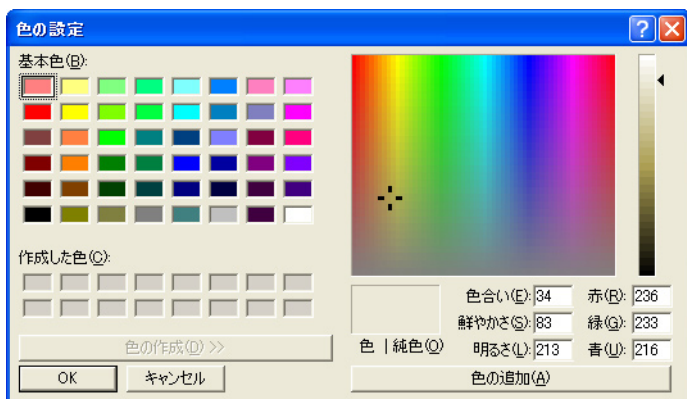 色の設定
基本色(B):
作成した色(C):
色の作成(D) >>
OK キャンセル
色 | 純色(O)
色合い(E): 34 赤(R): 236
鮮やかさ(S): 83 緑(G): 233
明るさ(L): 213 青(U): 216
色の追加(A)